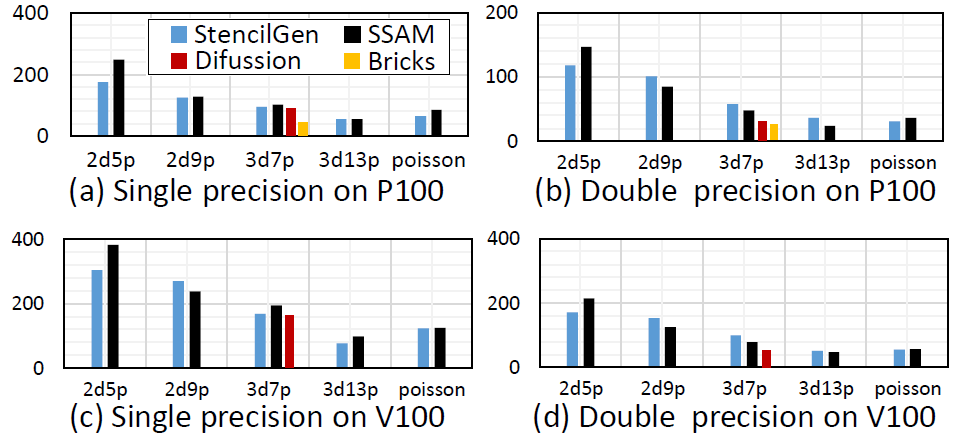 400
200
0
StencilGen SSAM
Difussion Bricks
2d5p 2d9p 3d7p 3d13p poisson
(a) Single precision on P100
200
100
0
2d5p 2d9p 3d7p 3d13p poisson
(b) Double precision on P100
400
200
0
2d5p 2d9p 3d7p 3d13p poisson
(c) Single precision on V100
400
200
0
2d5p 2d9p 3d7p 3d13p poisson
(d) Double precision on V100